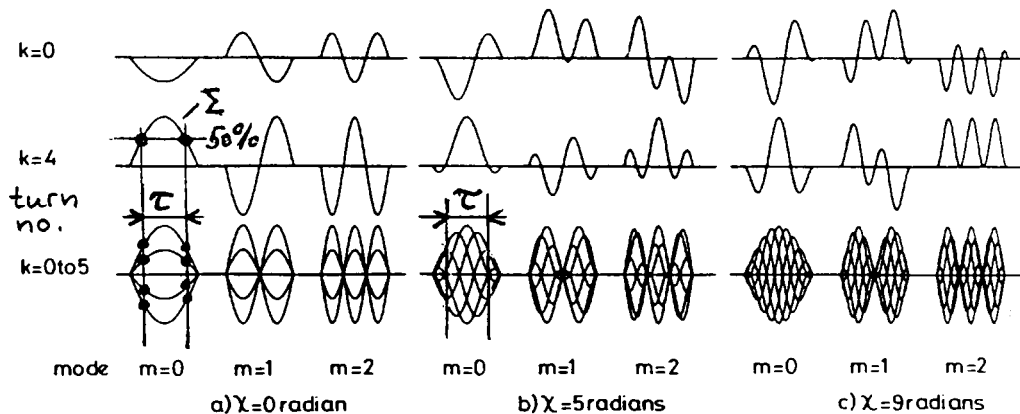 k=0
Σ
50%
k=4
turn
no.
τ
τ
k=0to5
mode m=0 m=1 m=2 m=0 m=1 m=2 m=0 m=1 m=2
a) χ=0 radian b) χ=5 radians c) χ=9 radians